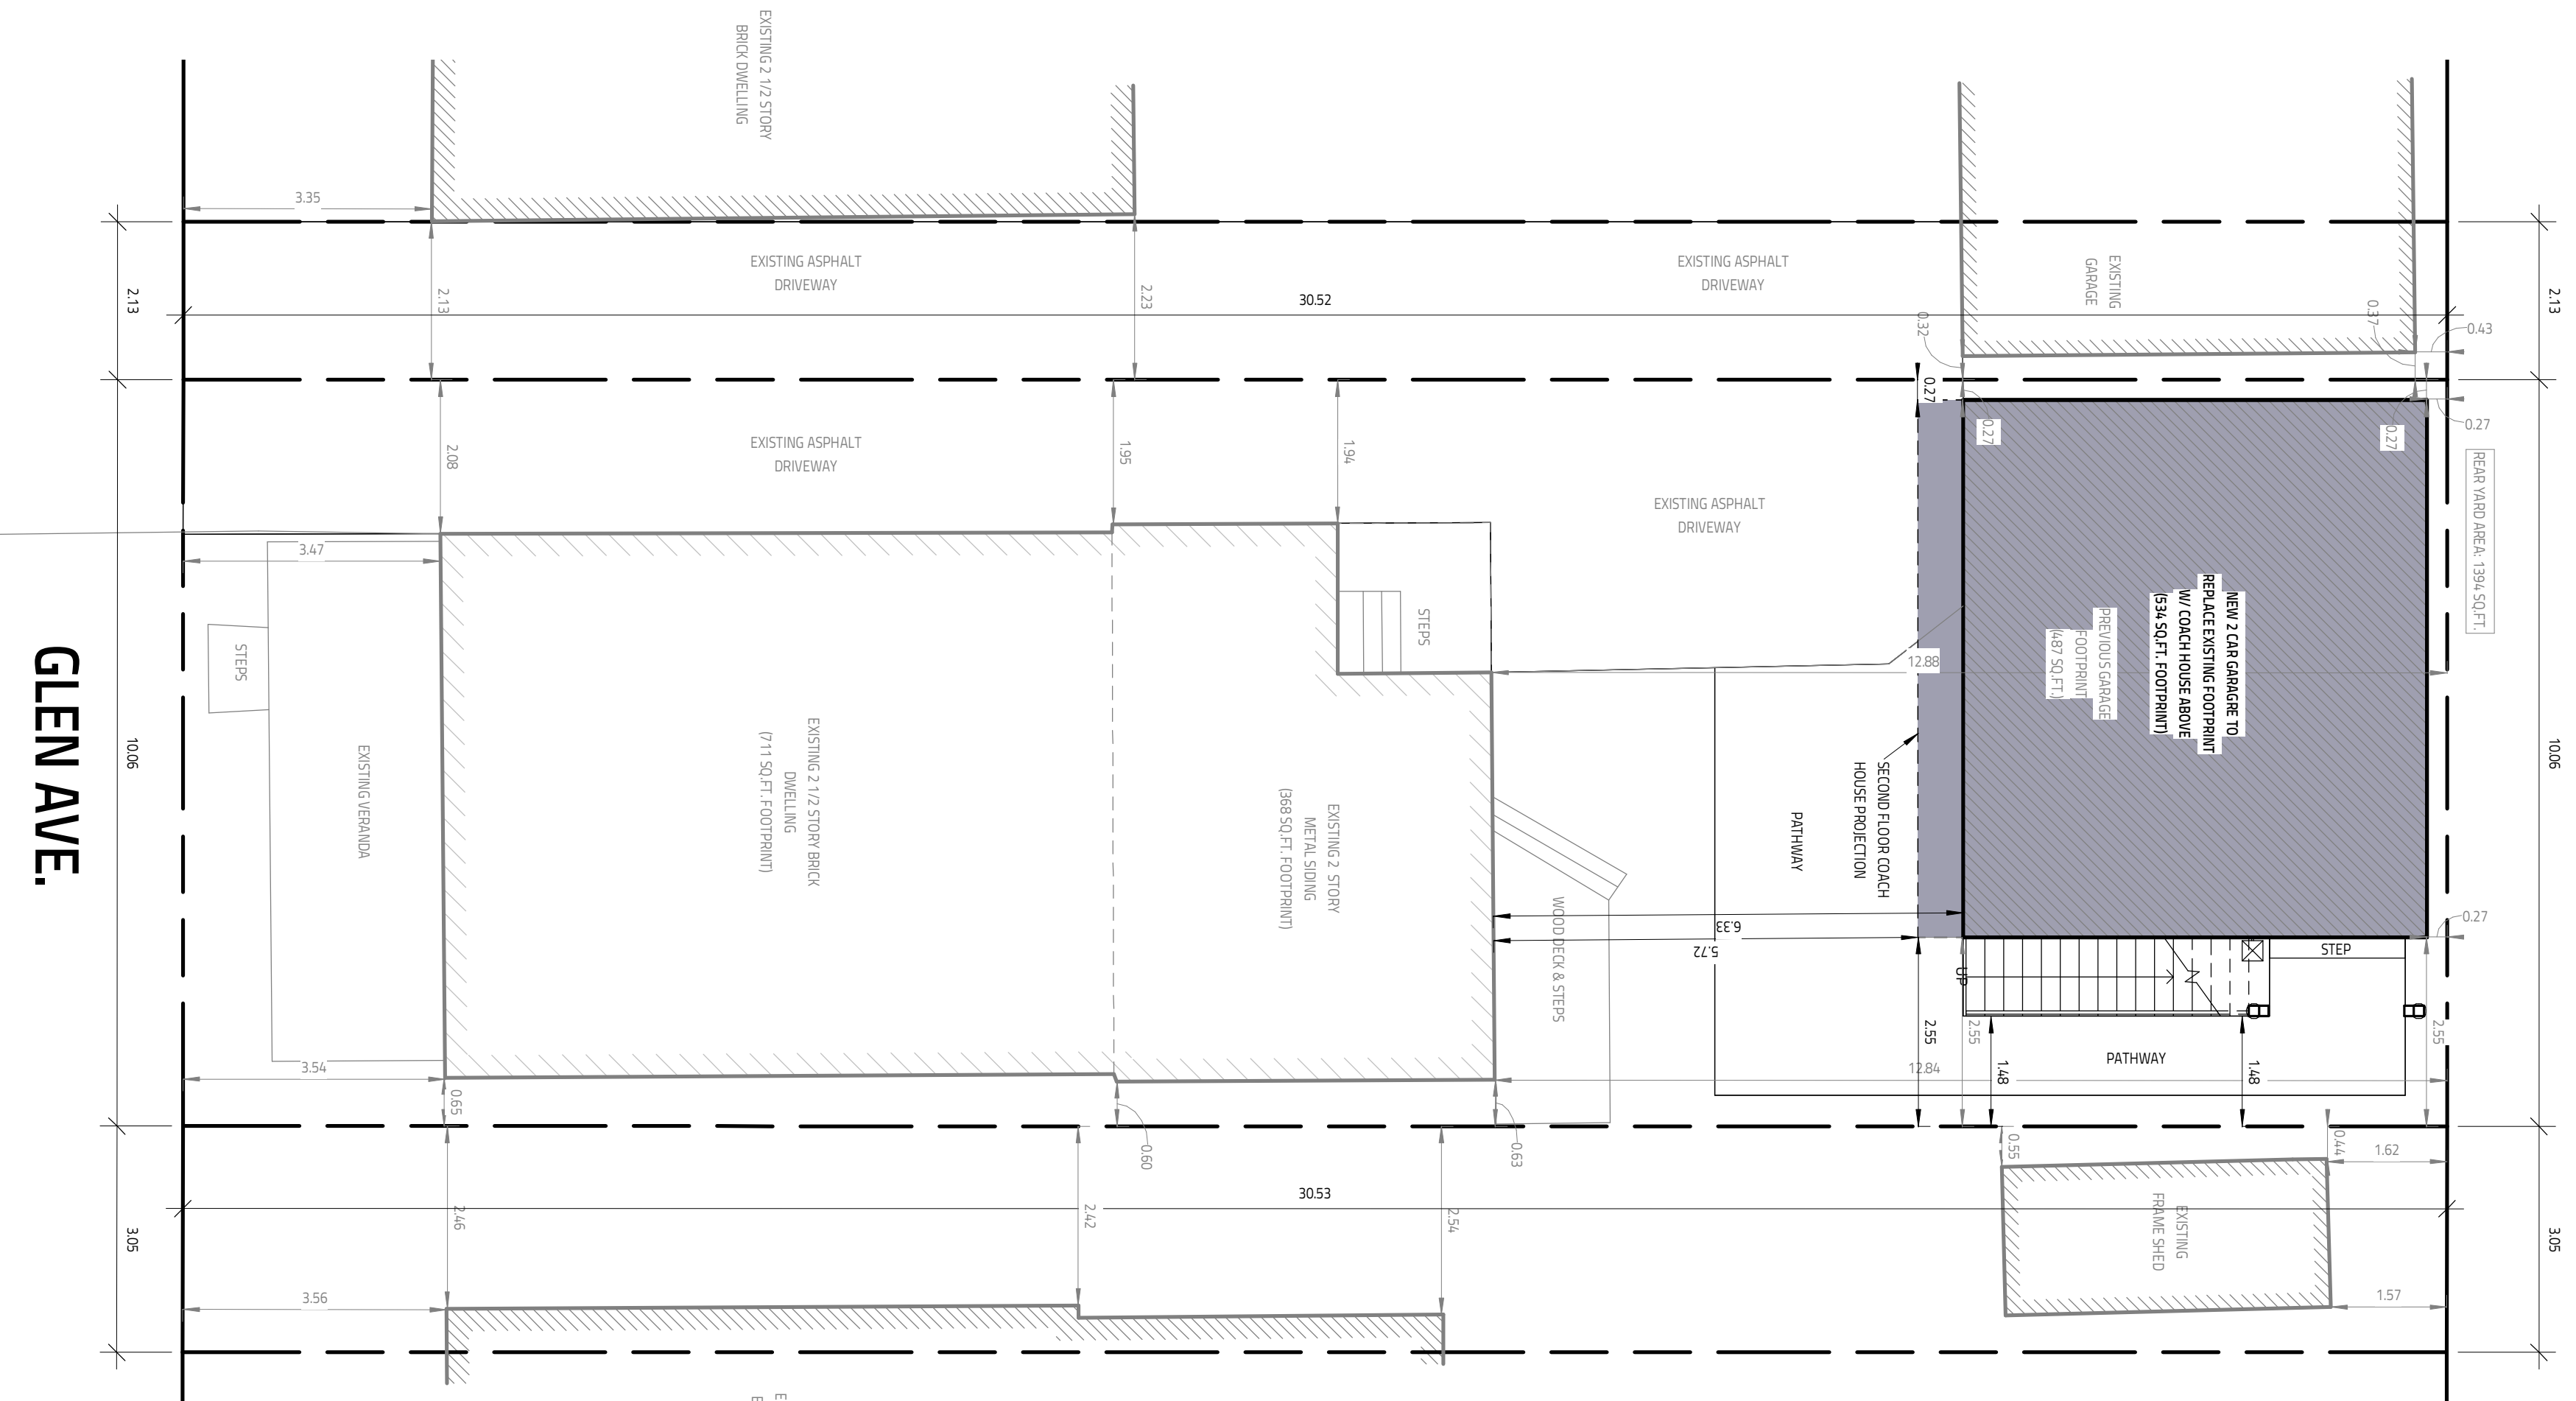 EXISTING 2 1/2 STORY
BRICK DWELLING
3.35
EXISTING ASPHALT
DRIVEWAY
EXISTING ASPHALT
DRIVEWAY
EXISTING
GARAGE
2.13
2.13
2.23
30.52
0.32
0.37
0.43
2.13
0.27
0.27
0.27
0.27
2.08
EXISTING ASPHALT
DRIVEWAY
1.95
1.94
EXISTING ASPHALT
DRIVEWAY
REAR YARD AREA: 1394 SQ.FT.
3.47
STEPS
STEPS
12.88
NEW 2 CAR GARAGRE TO
REPLACE EXISTING FOOTPRINT
W/ COACH HOUSE ABOVE
(534 SQ.FT. FOOTPRINT)
PREVIOUS GARAGE
FOOTPRINT
(487 SQ.FT.)
GLEN AVE.
10.06
EXISTING VERANDA
EXISTING 2 1/2 STORY BRICK
DWELLING
(711 SQ.FT. FOOTPRINT)
EXISTING 2 STORY
METAL SIDING
(368 SQ.FT. FOOTPRINT)
PATHWAY
SECOND FLOOR COACH
HOUSE PROJECTION
10.06
WOOD DECK & STEPS
6.33
5.72
0.27
STEP
UP
2.55
2.55
1.48
PATHWAY
1.48
2.55
3.54
12.84
0.65
0.60
0.63
0.55
0.44
1.62
2.46
2.42
2.54
30.53
EXISTING
FRAME SHED
3.05
3.05
3.56
1.57
E
E